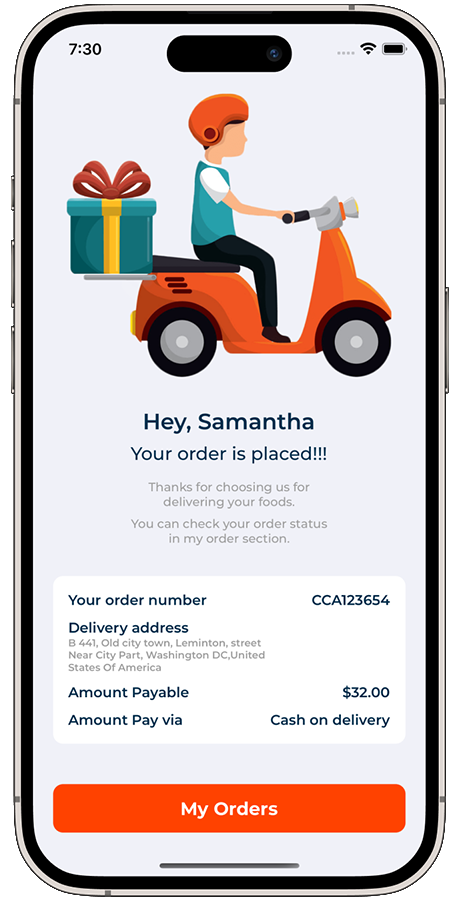 7:30
Hey, Samantha
Your order is placed!!!
Thanks for choosing us for
delivering your foods.
You can check your order status
in my order section.
Your order number CCA123654
Delivery address
B 441, Old city town, Leminton, street
Near City Part, Washington DC,United
States Of America
Amount Payable $32.00
Amount Pay via Cash on delivery
My Orders